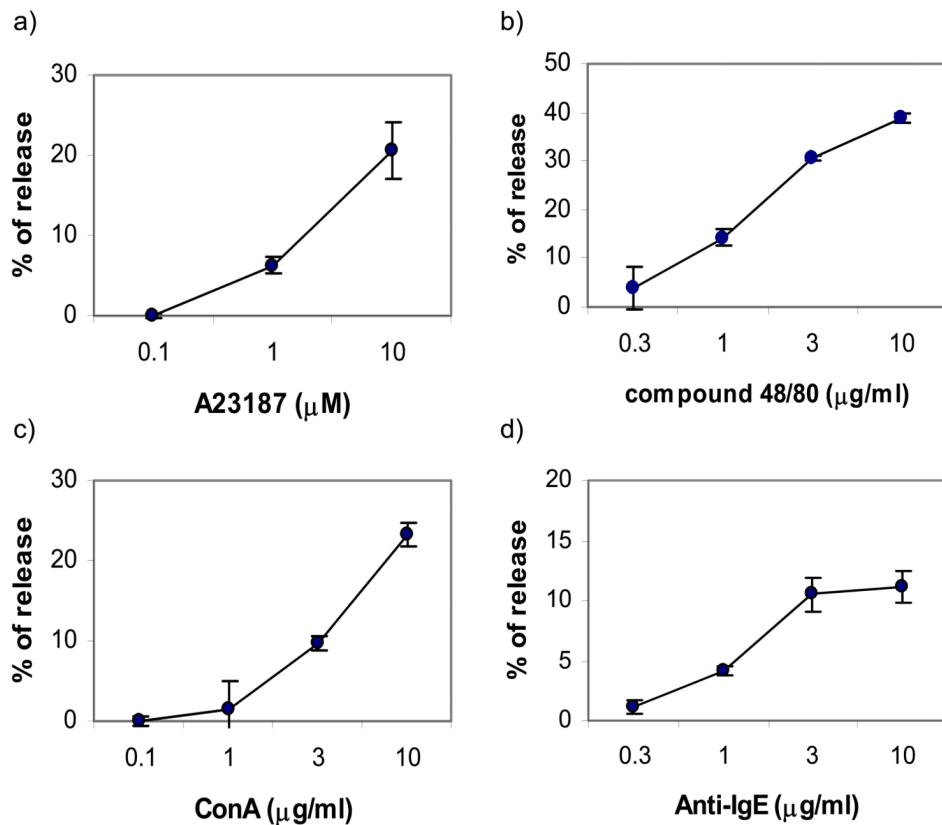 a)
30
20
10
0
% of release
0.1 1 10
A23187 (μM)
b)
50
40
30
20
10
0
% of release
0.3 1 3 10
compound 48/80 (μg/ml)
c)
30
20
10
0
% of release
0.1 1 3 10
ConA (μg/ml)
d)
20
15
10
5
0
% of release
0.3 1 3 10
Anti-IgE (μg/ml)